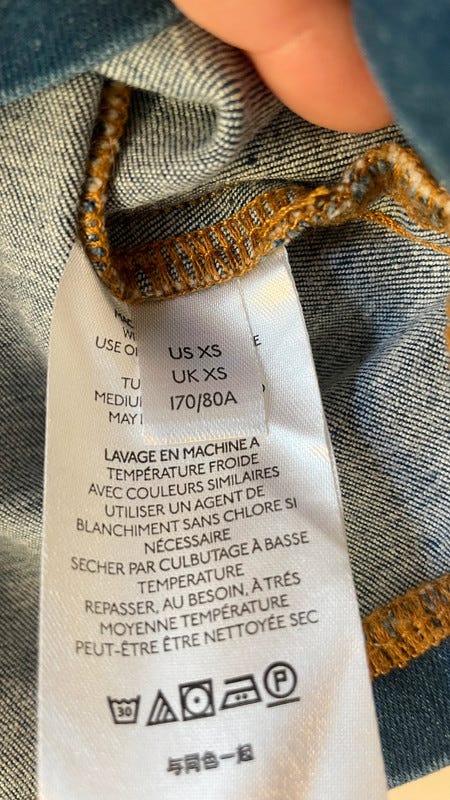 USE O
US XS
UK XS
170/80A
LAVAGE EN MACHINE A
TEMPÉRATURE FROIDE
AVEC COULEURS SIMILAIRES
UTILISER UN AGENT DE
BLANCHIMENT SANS CHLORE SI
NÉCESSAIRE
SECHER PAR CULBUTAGE À BASSE
TEMPERATURE
REPASSER, AU BESOIN, À TRÉS
MOYENNE TEMPÉRATURE
PEUT-ÊTRE ÊTRE NETTOYÉE SEC
30 P
与同色一起